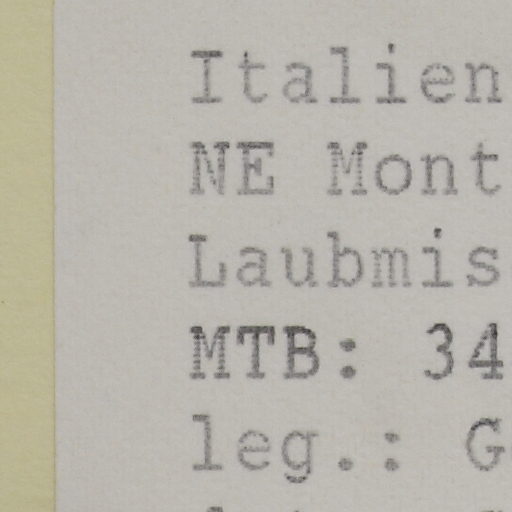 Italien
NE Mont
Laubmis
MTB: 34
leg.: G